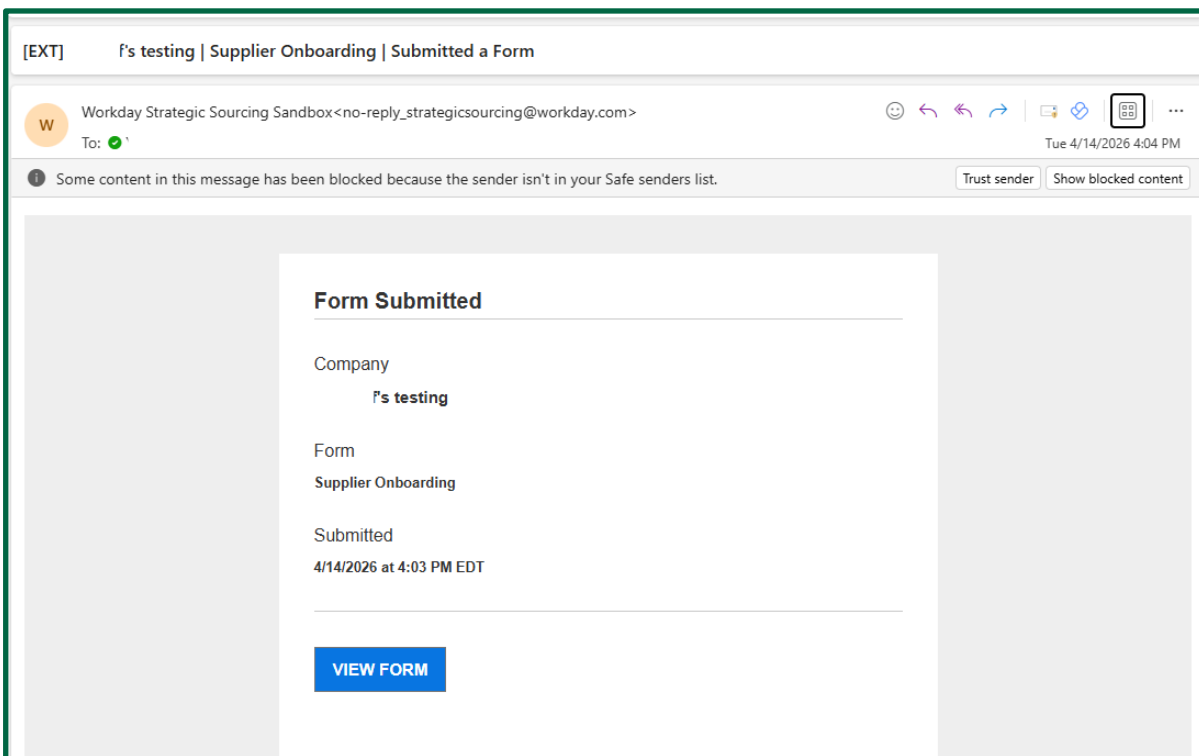 [EXT] f's testing | Supplier Onboarding | Submitted a Form
W
Workday Strategic Sourcing Sandbox<no-reply_strategicsourcing@workday.com>
To:
Tue 4/14/2026 4:04 PM
Some content in this message has been blocked because the sender isn't in your Safe senders list.
Trust sender
Show blocked content
Form Submitted
Company
f's testing
Form
Supplier Onboarding
Submitted
4/14/2026 at 4:03 PM EDT
VIEW FORM